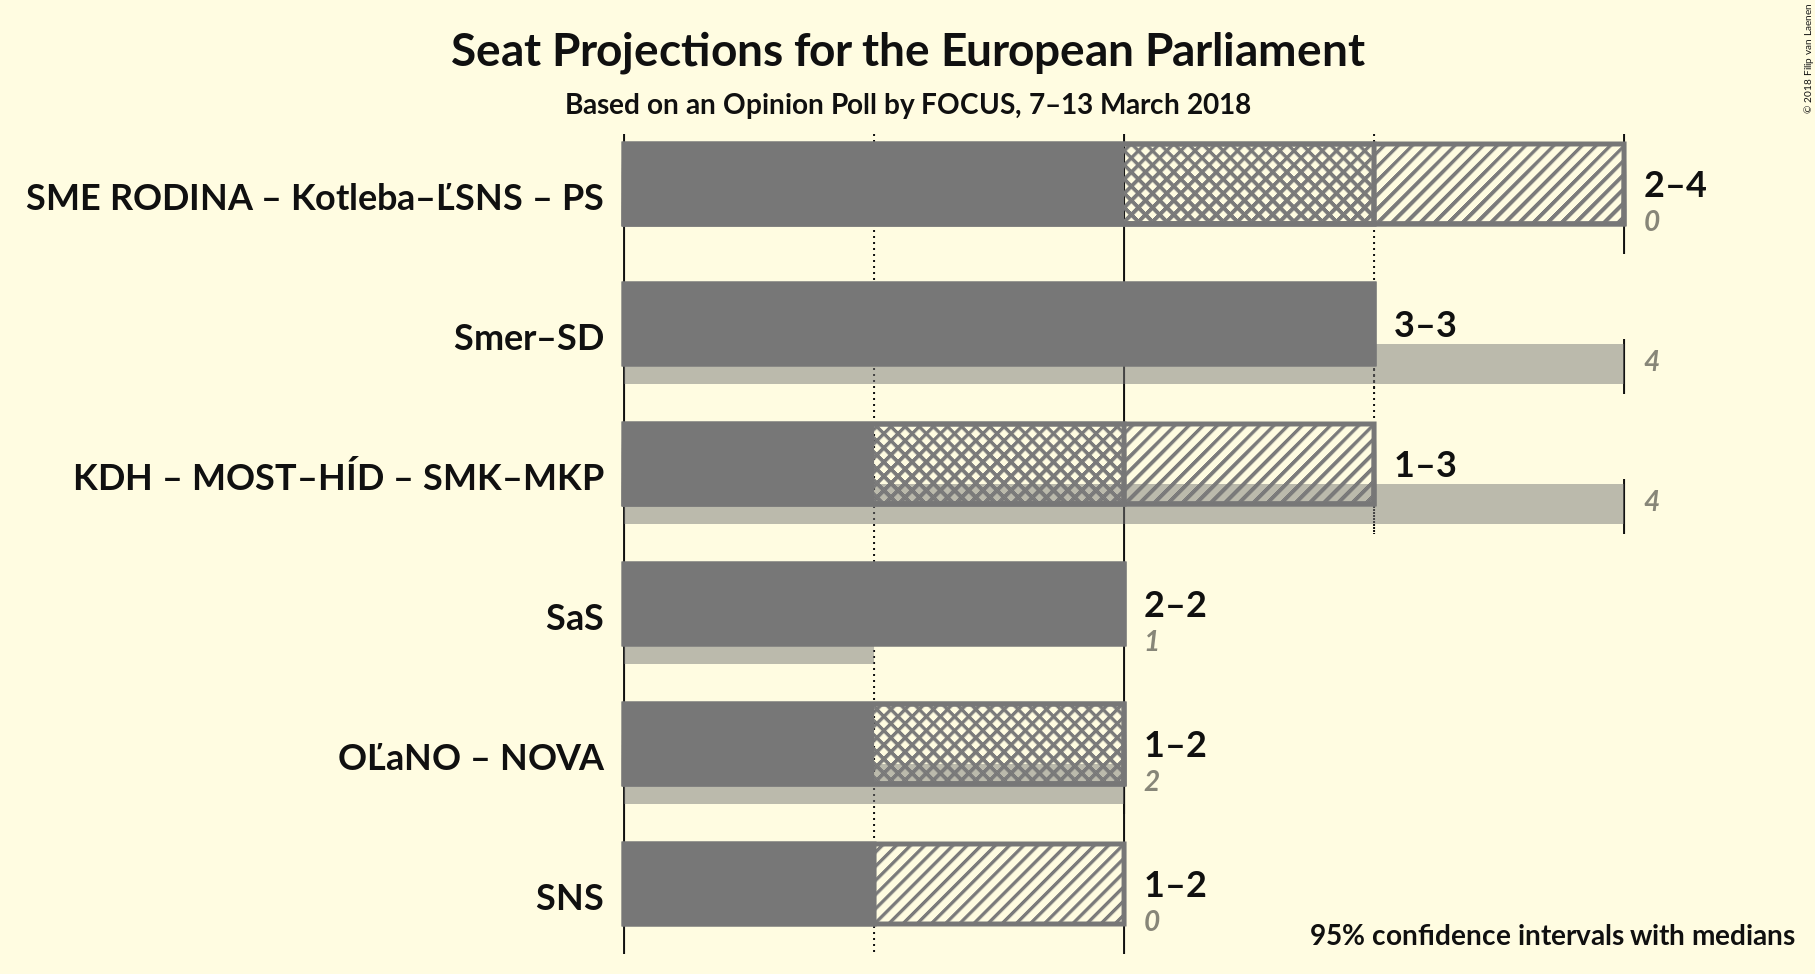 Seat Projections for the European Parliament
Based on an Opinion Poll by FOCUS, 7–13 March 2018
© 2018 Filip van Laenen
SME RODINA – Kotleba–ĽSNS – PS
2–4
0
Smer–SD
3–3
4
KDH – MOST–HÍD – SMK–MKP
1–3
4
SaS
2–2
1
OĽaNO – NOVA
1–2
2
SNS
1–2
0
95% confidence intervals with medians